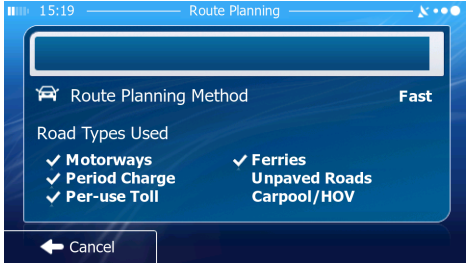 15:19 Route Planning
Route Planning Method Fast
Road Types Used
Motorways Ferries
Period Charge Unpaved Roads
Per-use Toll Carpool/HOV
Cancel